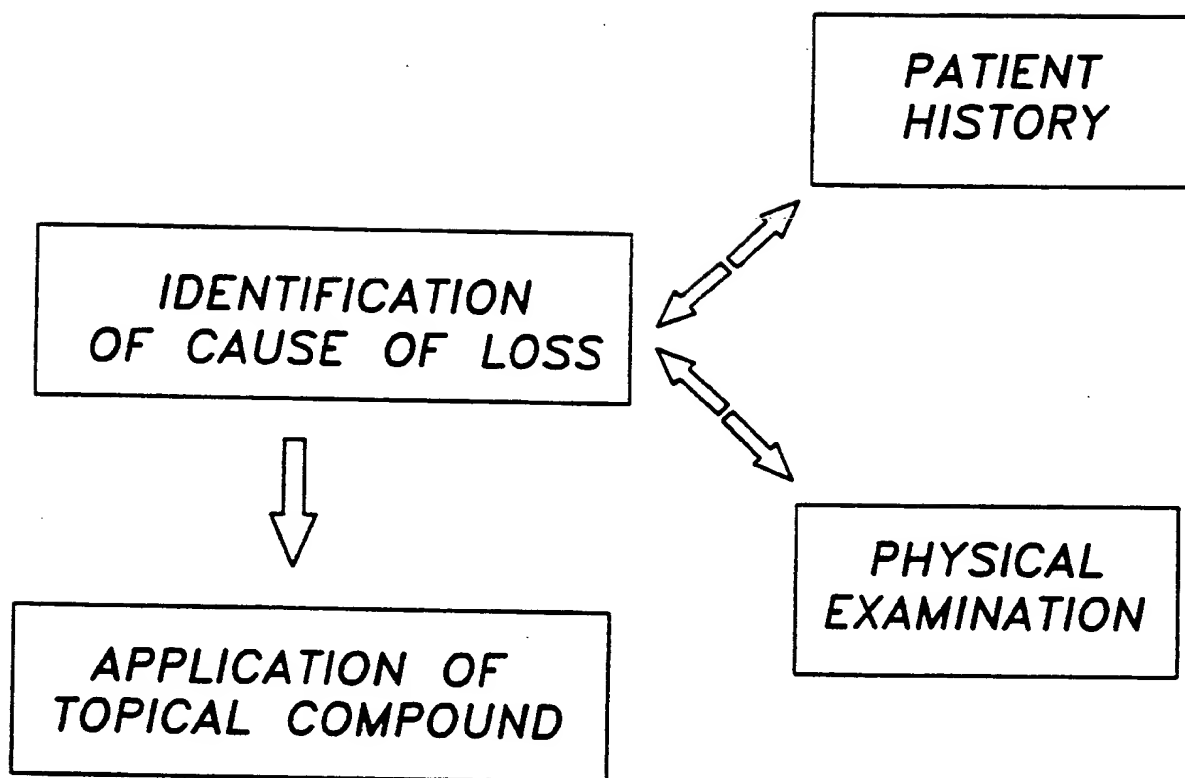 PATIENT
HISTORY
IDENTIFICATION
OF CAUSE OF LOSS
PHYSICAL
EXAMINATION
APPLICATION OF
TOPICAL COMPOUND